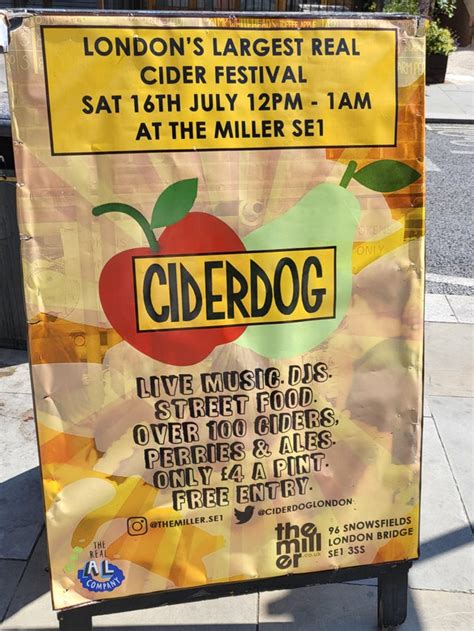 LONDON'S LARGEST REAL
CIDER FESTIVAL
SAT 16TH JULY 12PM - 1AM
AT THE MILLER SE1
CIDERDOG
LIVE MUSIC. DJS.
STREET FOOD.
OVER 100 CIDERS,
PERRIES & ALES.
ONLY £4 A PINT.
FREE ENTRY.
@THEMILLER.SE1 @CIDERDOGLONDON
THE
REAL
AL
COMPANY
the
mill
er.co.uk
96 SNOWSFIELDS
LONDON BRIDGE
SE1 3SS